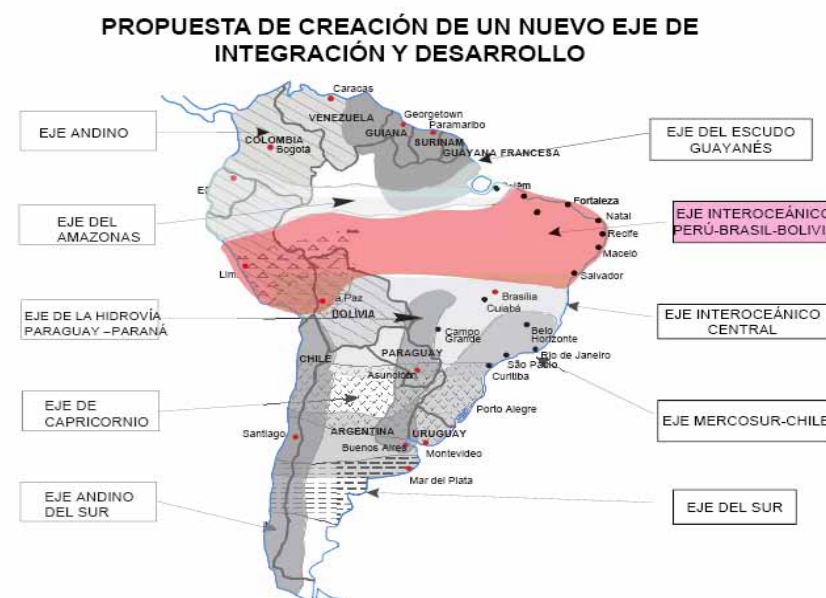 PROPUESTA DE CREACIÓN DE UN NUEVO EJE DE
INTEGRACIÓN Y DESARROLLO
Caracas
VENEZUELA
Georgetown
Paramaribo
GUIANA
SURINAM
GUAYANA FRANCESA
COLOMBIA
Bogotá
EJE ANDINO
EJE DEL ESCUDO
GUAYANÉS
EJE DEL
AMAZONAS
Fortaleza
Natal
Recife
Maceló
Salvador
EJE INTEROCEÁNICO
PERÚ-BRASIL-BOLIVI
EJE DE LA HIDROVÍA
PARAGUAY –PARANÁ
a Paz
BOLÍVIA
Brasília
Cuiabá
Campo
Grande
Belo
Horizonte
Rio de Janeiro
São Paulo
Curitiba
EJE INTEROCEÁNICO
CENTRAL
CHILE
PARAGUAY
Asunción
EJE DE
CAPRICORNIO
Porto Alegre
EJE MERCOSUR-CHILE
ARGENTINA
URUGUAY
Santiago
Buenos Aires
Montevideo
Mar del Plata
EJE ANDINO
DEL SUR
EJE DEL SUR